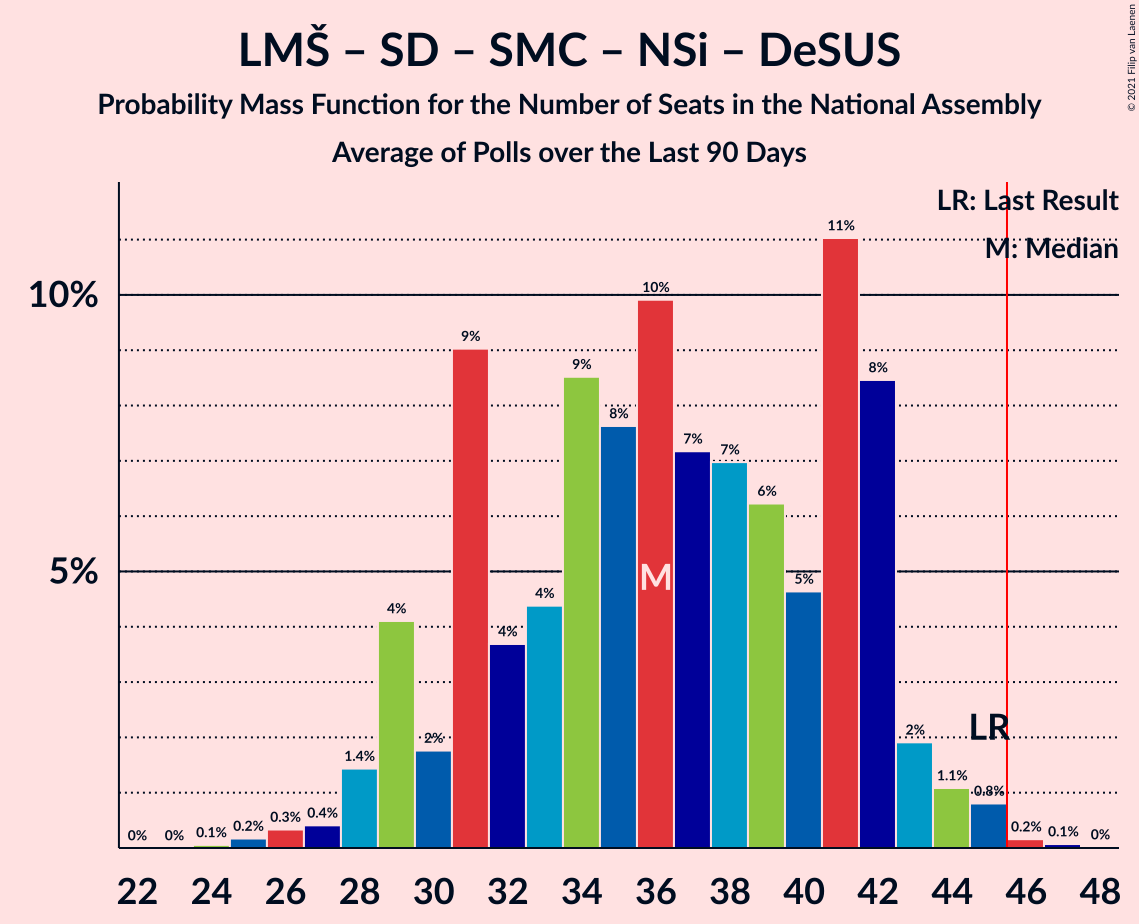 LMŠ – SD – SMC – NSi – DeSUS
Probability Mass Function for the Number of Seats in the National Assembly
Average of Polls over the Last 90 Days
© 2021 Filip van Laenen
LR: Last Result
M: Median
10%
5%
0% 0% 0.1% 0.2% 0.3% 0.4% 1.4% 4% 2% 9% 4% 4% 9% 8% 10% 7% 7% 6% 5% 11% 8% 2% 1.1% 0.8% 0.2% 0.1% 0%
M
LR
22 24 26 28 30 32 34 36 38 40 42 44 46 48